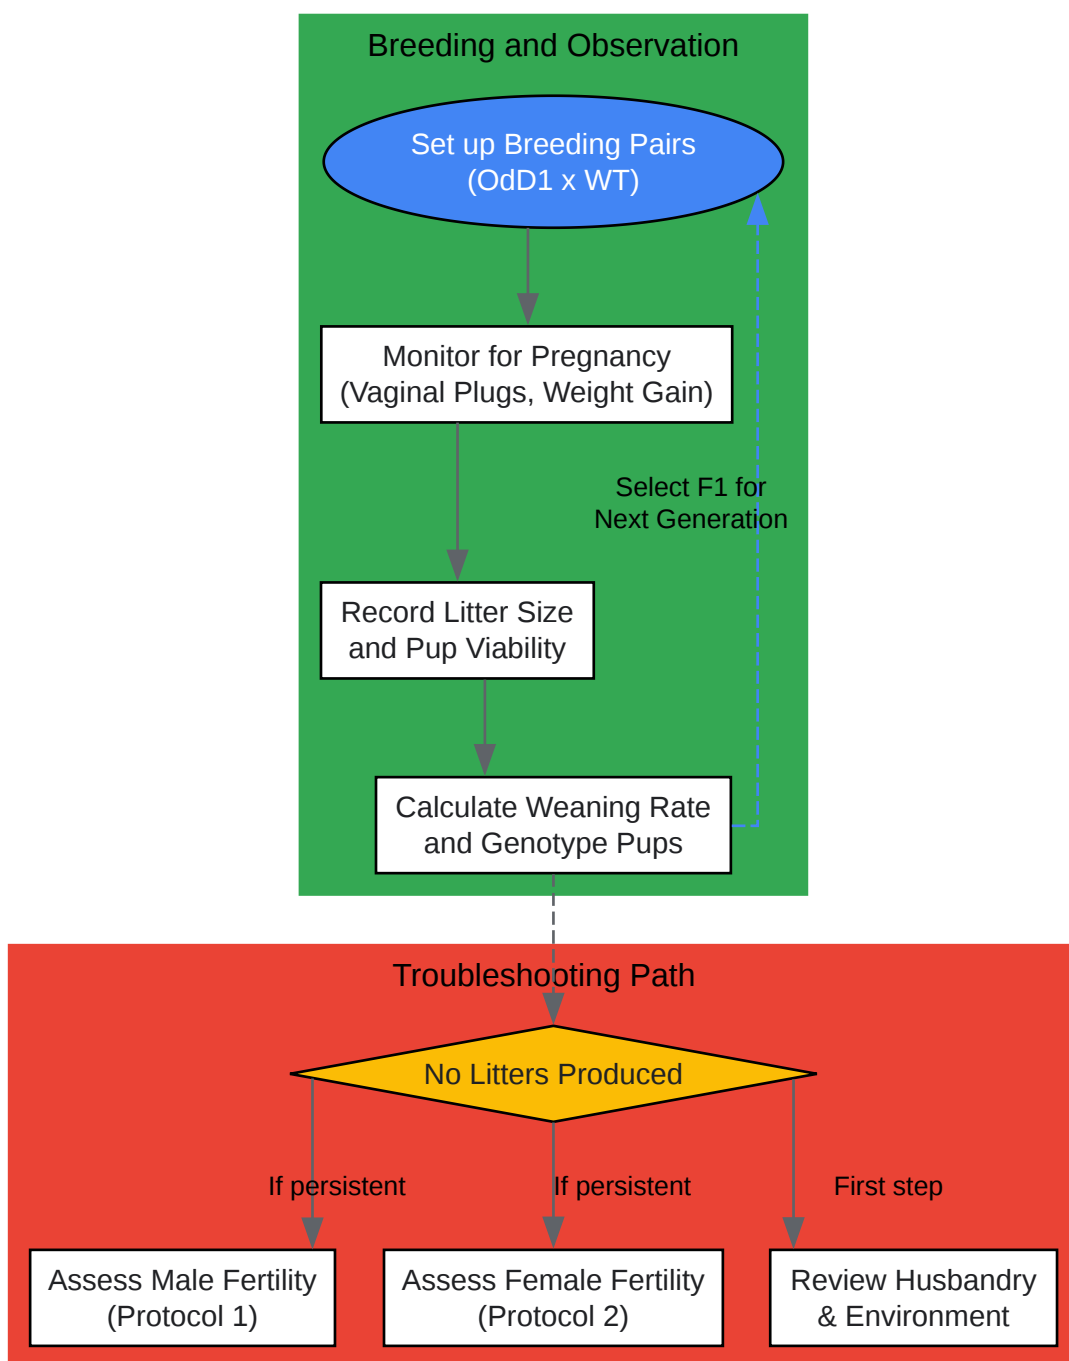 Breeding and Observation
Set up Breeding Pairs
(OdD1 x WT)
Monitor for Pregnancy
(Vaginal Plugs, Weight Gain)
Select F1 for
Next Generation
Record Litter Size
and Pup Viability
Calculate Weaning Rate
and Genotype Pups
Troubleshooting Path
No Litters Produced
If persistent
If persistent
First step
Assess Male Fertility
(Protocol 1)
Assess Female Fertility
(Protocol 2)
Review Husbandry
& Environment